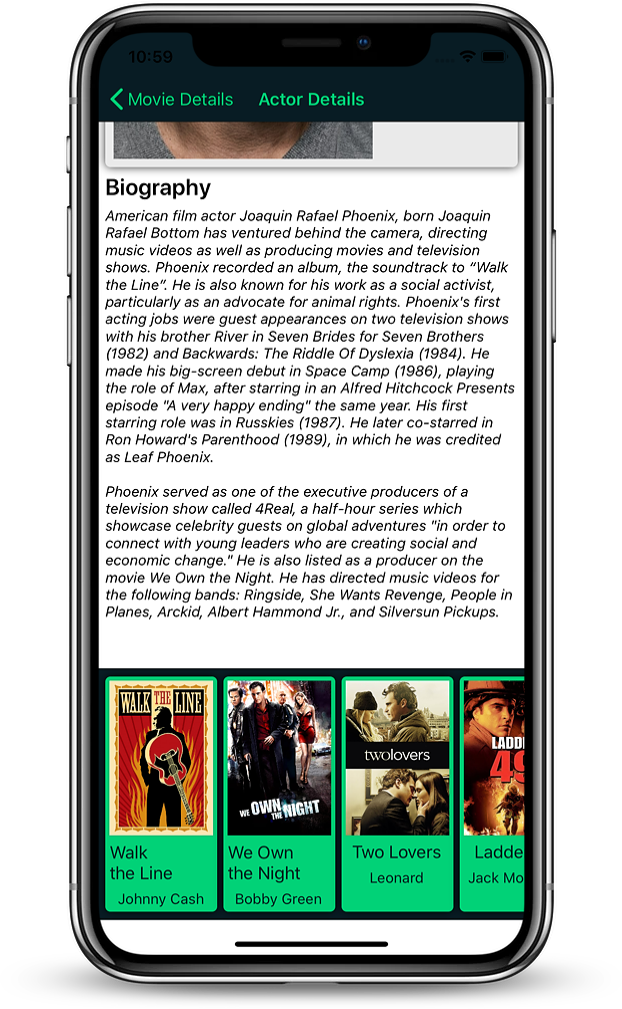 10:59
Movie Details Actor Details
Biography
American film actor Joaquin Rafael Phoenix, born Joaquin
Rafael Bottom has ventured behind the camera, directing
music videos as well as producing movies and television
shows. Phoenix recorded an album, the soundtrack to “Walk
the Line”. He is also known for his work as a social activist,
particularly as an advocate for animal rights. Phoenix's first
acting jobs were guest appearances on two television shows
with his brother River in Seven Brides for Seven Brothers
(1982) and Backwards: The Riddle Of Dyslexia (1984). He
made his big-screen debut in Space Camp (1986), playing
the role of Max, after starring in an Alfred Hitchcock Presents
episode "A very happy ending" the same year. His first
starring role was in Russkies (1987). He later co-starred in
Ron Howard's Parenthood (1989), in which he was credited
as Leaf Phoenix.
Phoenix served as one of the executive producers of a
television show called 4Real, a half-hour series which
showcase celebrity guests on global adventures "in order to
connect with young leaders who are creating social and
economic change." He is also listed as a producer on the
movie We Own the Night. He has directed music videos for
the following bands: Ringside, She Wants Revenge, People in
Planes, Arckid, Albert Hammond Jr., and Silversun Pickups.
WALK THE LINE
WE OWN THE NIGHT
twolovers
LADD
49
Walk
the Line
Johnny Cash
We Own
the Night
Bobby Green
Two Lovers
Leonard
Ladde
Jack Mo